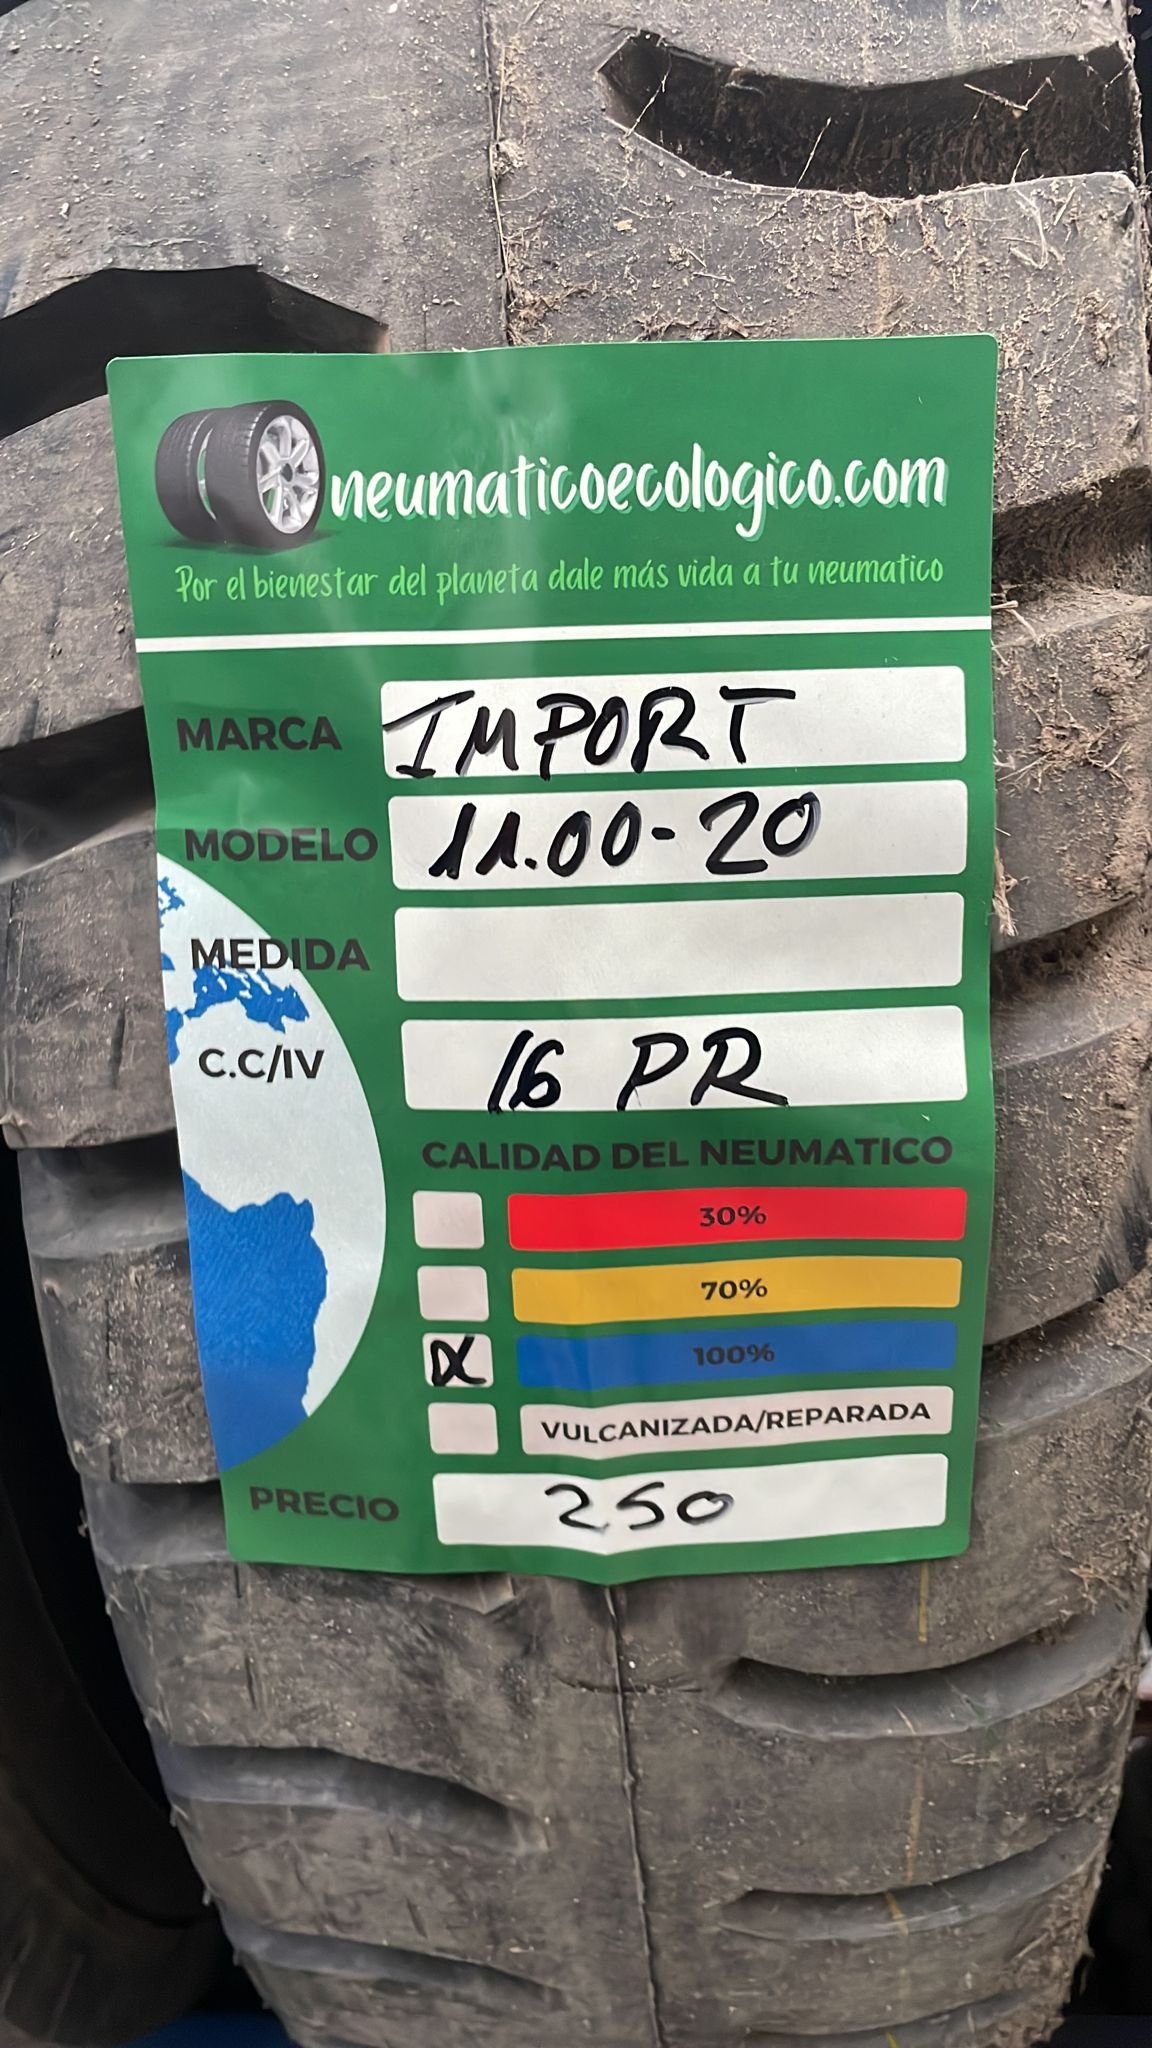 neumaticoecologico.com
Por el bienestar del planeta dale más vida a tu neumatico
MARCA IMPORT
MODELO 11.00-20
MEDIDA
C.C/IV 16 PR
CALIDAD DEL NEUMATICO
30%
70%
X 100%
VULCANIZADA/REPARADA
PRECIO 250